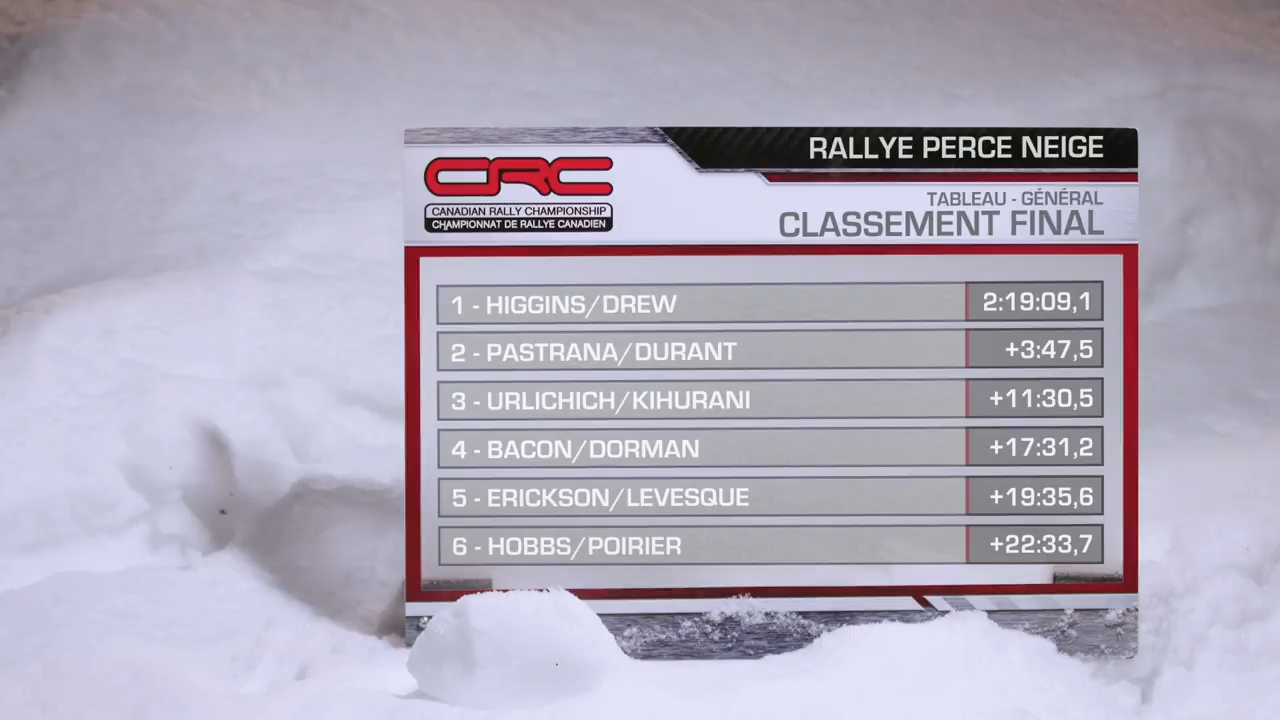 RALLYE PERCE NEIGE
CRC
CANADIAN RALLY CHAMPIONSHIP
CHAMPIONNAT DE RALLYE CANADIEN
TABLEAU - GÉNÉRAL
CLASSEMENT FINAL
1 - HIGGINS/DREW 2:19:09,1
2 - PASTRANA/DURANT +3:47,5
3 - URLICHICH/KIHURANI +11:30,5
4 - BACON/DORMAN +17:31,2
5 - ERICKSON/LEVESQUE +19:35,6
6 - HOBBS/POIRIER +22:33,7